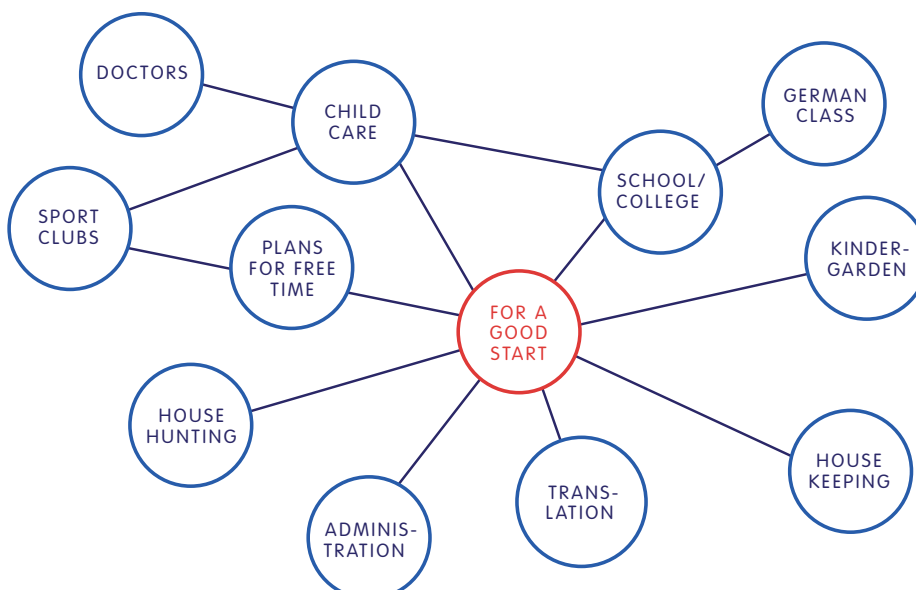 DOCTORS
CHILD
CARE
GERMAN
CLASS
SCHOOL/
COLLEGE
SPORT
CLUBS
PLANS
FOR FREE
TIME
KINDER-
GARDEN
FOR A
GOOD
START
HOUSE
HUNTING
HOUSE
KEEPING
TRANS-
LATION
ADMINIS-
TRATION